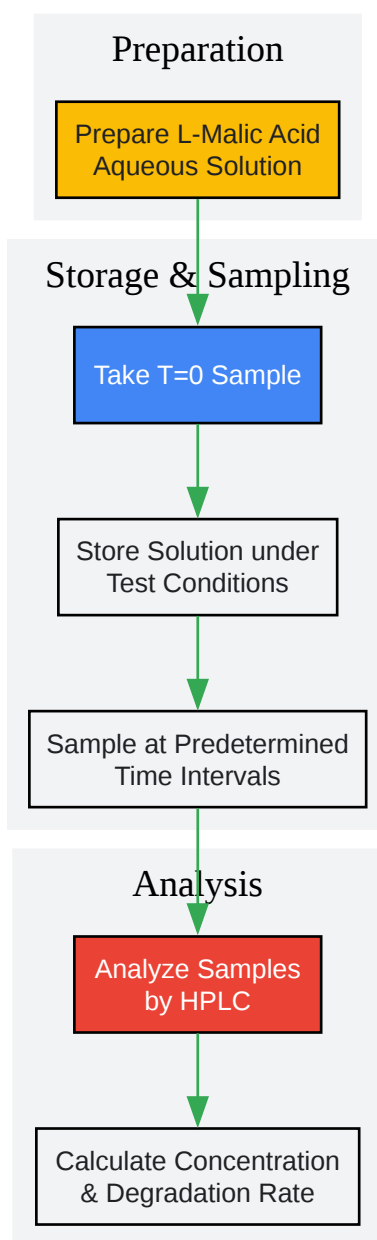 Preparation
Prepare L-Malic Acid
Aqueous Solution
Storage & Sampling
Take T=0 Sample
Store Solution under
Test Conditions
Sample at Predetermined
Time Intervals
Analysis
Analyze Samples
by HPLC
Calculate Concentration
& Degradation Rate